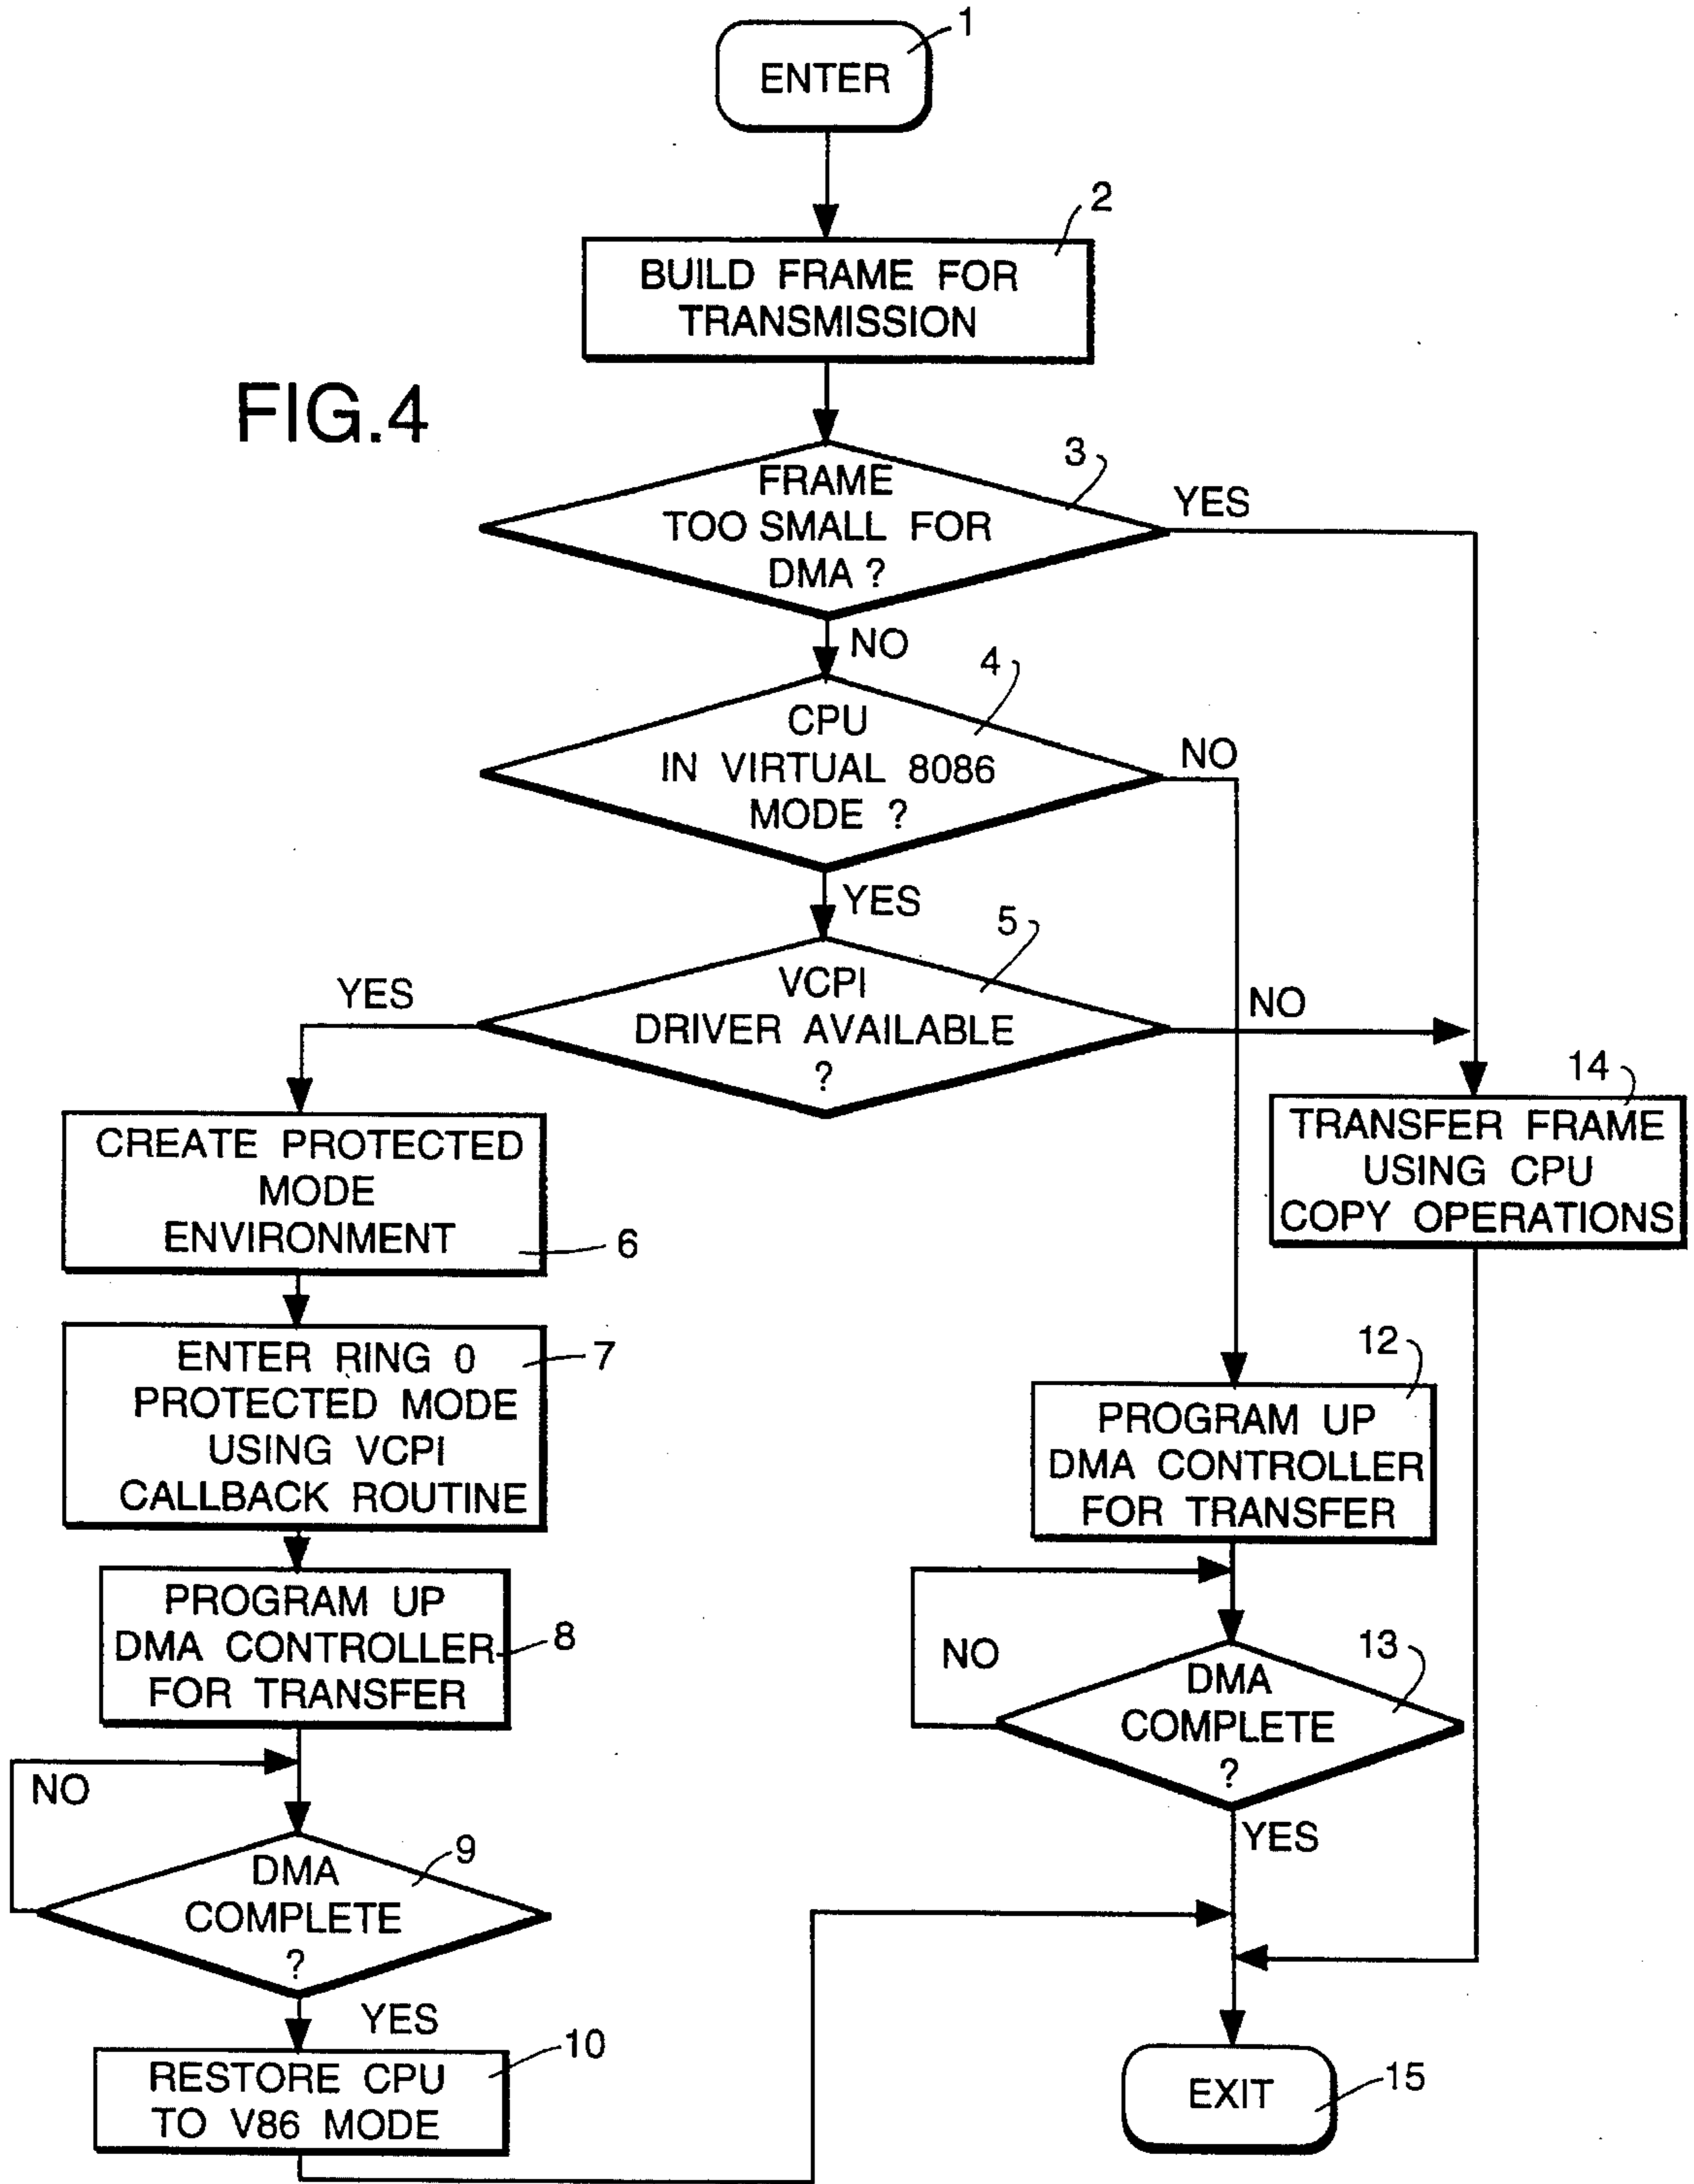 1
ENTER
2
BUILD FRAME FOR
TRANSMISSION
FIG.4
3
FRAME
TOO SMALL FOR
DMA ?
YES
NO
4
CPU
IN VIRTUAL 8086
MODE ?
NO
YES
5
VCPI
DRIVER AVAILABLE
?
YES
NO
14
TRANSFER FRAME
USING CPU
COPY OPERATIONS
CREATE PROTECTED
MODE
ENVIRONMENT
6
ENTER RING 0
PROTECTED MODE
USING VCPI
CALLBACK ROUTINE
7
12
PROGRAM UP
DMA CONTROLLER
FOR TRANSFER
PROGRAM UP
DMA CONTROLLER
FOR TRANSFER
8
NO
13
DMA
COMPLETE
?
YES
NO
9
DMA
COMPLETE
?
YES
10
RESTORE CPU
TO V86 MODE
EXIT
15